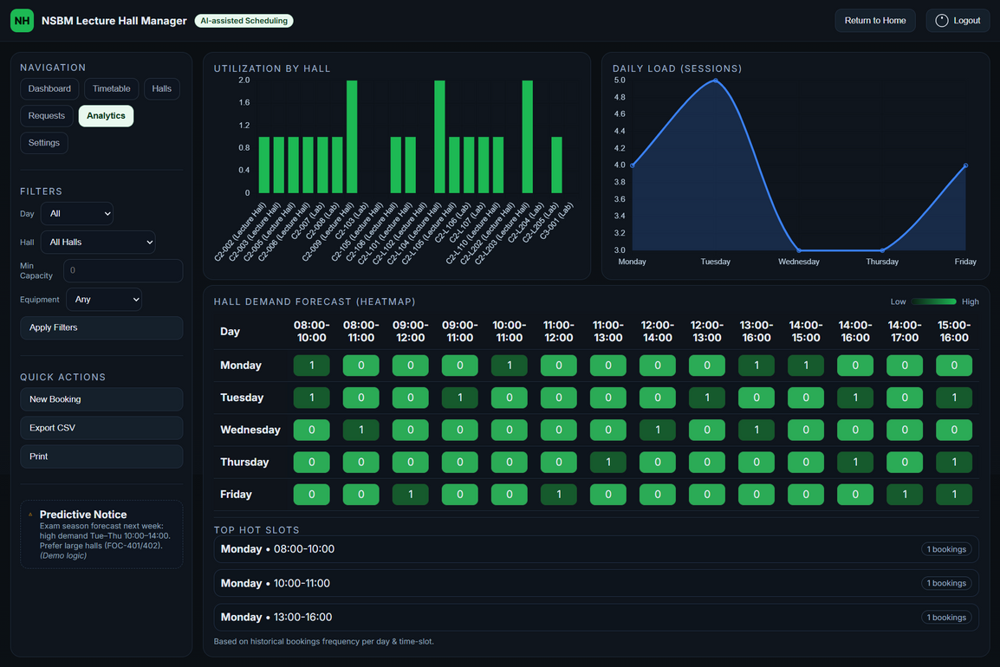 NH NSBM Lecture Hall Manager AI-assisted Scheduling Return to Home Logout
NAVIGATION
Dashboard Timetable Halls
Requests Analytics
Settings
FILTERS
Day All
Hall All Halls
Min
Capacity 0
Equipment Any
Apply Filters
QUICK ACTIONS
New Booking
Export CSV
Print
Predictive Notice
Exam season forecast next week:
high demand Tue–Thu 10:00–14:00.
Prefer large halls (FOC-401/402).
(Demo logic)
UTILIZATION BY HALL
2.0
1.6
1.2
0.8
0.4
0
C2-002 (Lecture Hall)
C2-003 (Lecture Hall)
C2-005 (Lecture Hall)
C2-006 (Lecture Hall)
C2-007 (Lab)
C2-008 (Lab)
C2-009 (Lecture Hall)
C2-103 (Lab)
C2-105 (Lecture Hall)
C2-106 (Lecture Hall)
C2-L101 (Lecture Hall)
C2-L102 (Lecture Hall)
C2-L104 (Lecture Hall)
C2-L105 (Lecture Hall)
C2-L106 (Lab)
C2-L107 (Lab)
C2-L110 (Lecture Hall)
C2-L202 (Lecture Hall)
C2-L203 (Lecture Hall)
C2-L204 (Lab)
C2-L205 (Lab)
C3-001 (Lab)
DAILY LOAD (SESSIONS)
5.0
4.8
4.6
4.4
4.2
4.0
3.8
3.6
3.4
3.2
3.0
Monday Tuesday Wednesday Thursday Friday
HALL DEMAND FORECAST (HEATMAP) Low High
Day 08:00-10:00 08:00-11:00 09:00-12:00 09:00-11:00 10:00-11:00 11:00-12:00 11:00-13:00 12:00-14:00 12:00-13:00 13:00-16:00 14:00-15:00 14:00-16:00 14:00-17:00 15:00-16:00
Monday 1 0 0 0 1 0 0 0 0 1 1 0 0 0
Tuesday 1 0 0 1 0 0 0 0 1 0 0 1 0 1
Wednesday 0 1 0 0 0 0 0 1 0 1 0 0 0 0
Thursday 0 0 0 0 0 0 1 0 0 0 0 1 0 1
Friday 0 0 1 0 0 1 0 0 0 0 0 0 1 1
TOP HOT SLOTS
Monday • 08:00-10:00 1 bookings
Monday • 10:00-11:00 1 bookings
Monday • 13:00-16:00 1 bookings
Based on historical bookings frequency per day & time-slot.